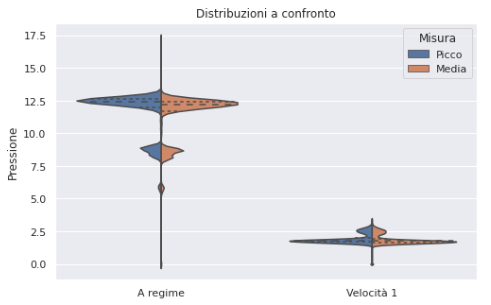 Distribuzioni a confronto
Misura
Picco
Media
Pressione
17.5
15.0
12.5
10.0
7.5
5.0
2.5
0.0
A regime
Velocità 1